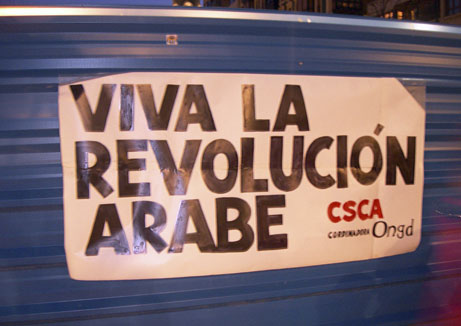 VIVA LA
REVOLUCIÓN
ARABE
CSCA
COORDINADORA Ongd